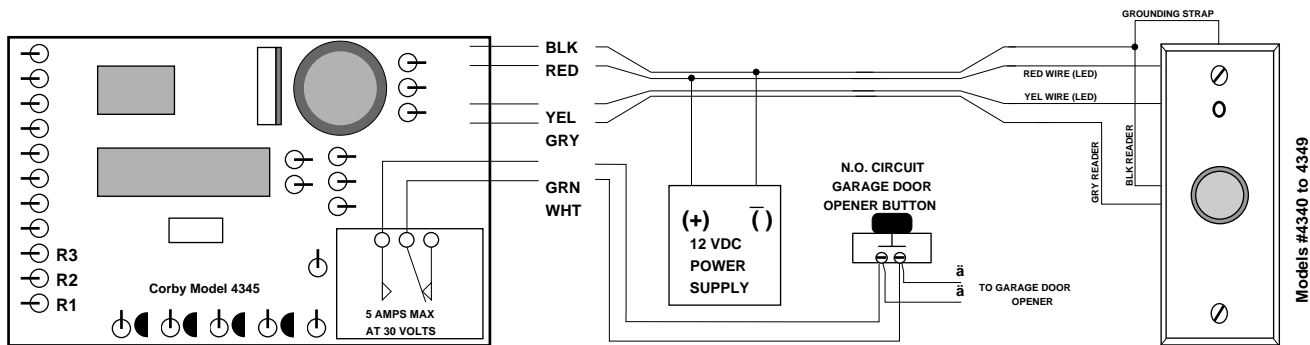 GROUNDING STRAP
BLK
RED
YEL
GRY
GRN
WHT
RED WIRE (LED)
YEL WIRE (LED)
GRY READER
BLK READER
N.O. CIRCUIT
GARAGE DOOR
OPENER BUTTON
(+) (–)
12 VDC
POWER
SUPPLY
ä
ä
TO GARAGE DOOR
OPENER
R3
R2
R1
Corby Model 4345
5 AMPS MAX
AT 30 VOLTS
Models #4340 to 4349